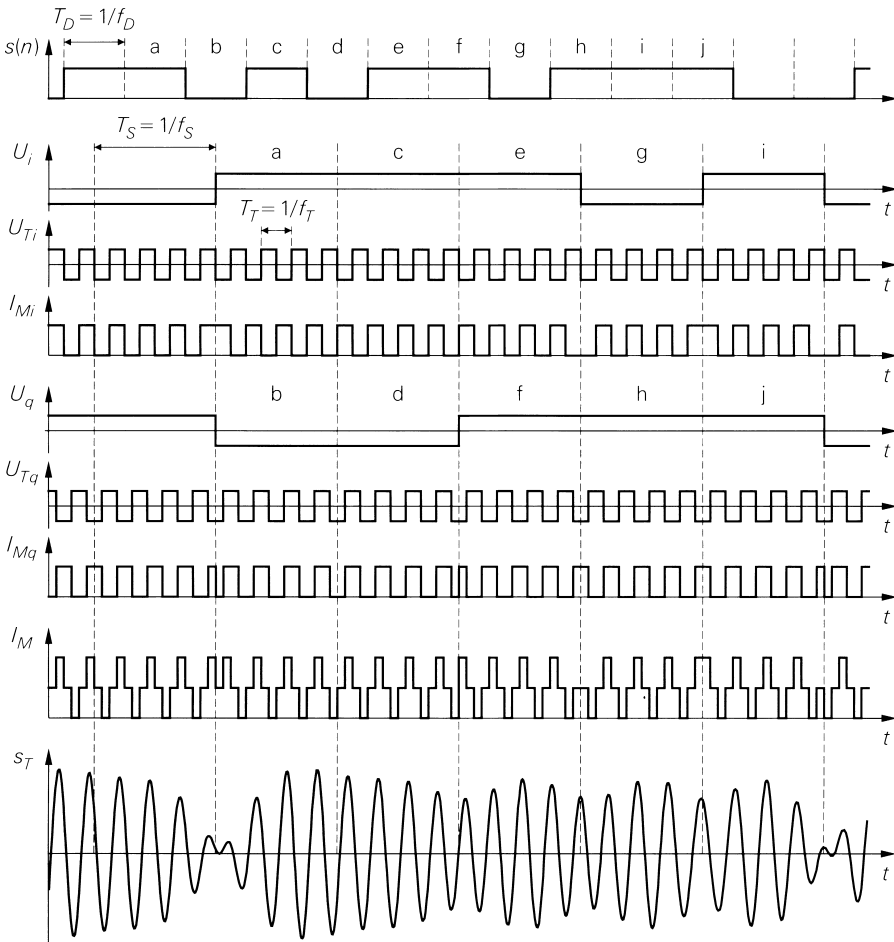 T_D = 1/f_D
s(n) a b c d e f g h i j
t
T_S = 1/f_S
U_i a c e g i
t
T_T = 1/f_T
U_Ti
t
I_Mi
t
U_q b d f h j
t
U_Tq
t
I_Mq
t
I_M
t
s_T
t